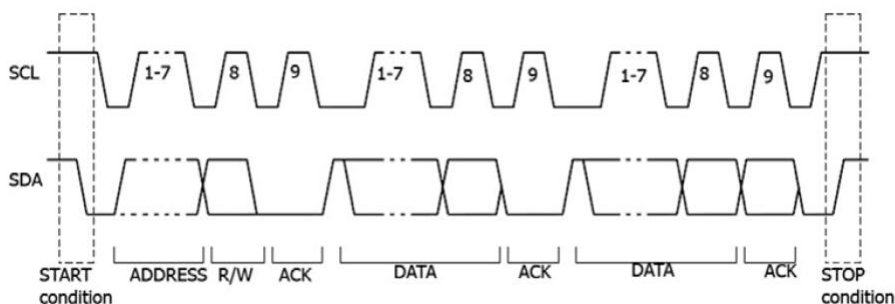 SCL 1-7 8 9 1-7 8 9 1-7 8 9
SDA
START condition ADDRESS R/W ACK DATA ACK DATA ACK STOP condition